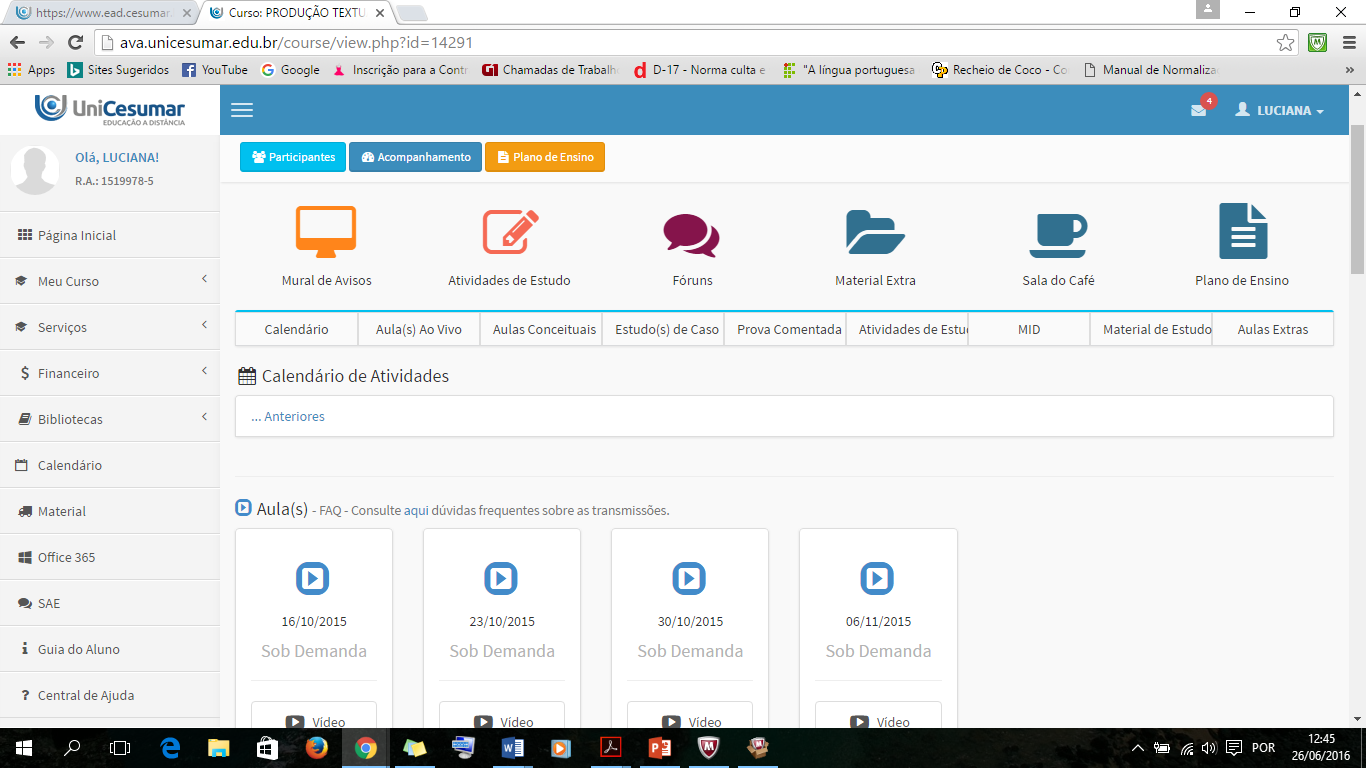 https://www.ead.cesumar.
Curso: PRODUÇÃO TEXTU
ava.unicesumar.edu.br/course/view.php?id=14291
Apps
Sites Sugeridos
YouTube
Google
Inscrição para a Contr
Chamadas de Trabalh
D-17 - Norma culta e
"A língua portuguesa
Recheio de Coco - Co
Manual de Normaliza
»
UniCesumar
EDUCAÇÃO A DISTÂNCIA
4
LUCIANA
Olá, LUCIANA!
R.A.: 1519978-5
Participantes
Acompanhamento
Plano de Ensino
Página Inicial
Meu Curso
Serviços
Financeiro
Bibliotecas
Calendário
Material
Office 365
SAE
Guia do Aluno
Central de Ajuda
Mural de Avisos
Atividades de Estudo
Fóruns
Material Extra
Sala do Café
Plano de Ensino
Calendário
Aula(s) Ao Vivo
Aulas Conceituais
Estudo(s) de Caso
Prova Comentada
Atividades de Estu
MID
Material de Estudo
Aulas Extras
Calendário de Atividades
... Anteriores
Aula(s) - FAQ - Consulte aqui dúvidas frequentes sobre as transmissões.
16/10/2015
Sob Demanda
Vídeo
23/10/2015
Sob Demanda
Vídeo
30/10/2015
Sob Demanda
Vídeo
06/11/2015
Sob Demanda
Vídeo
POR
12:45
26/06/2016